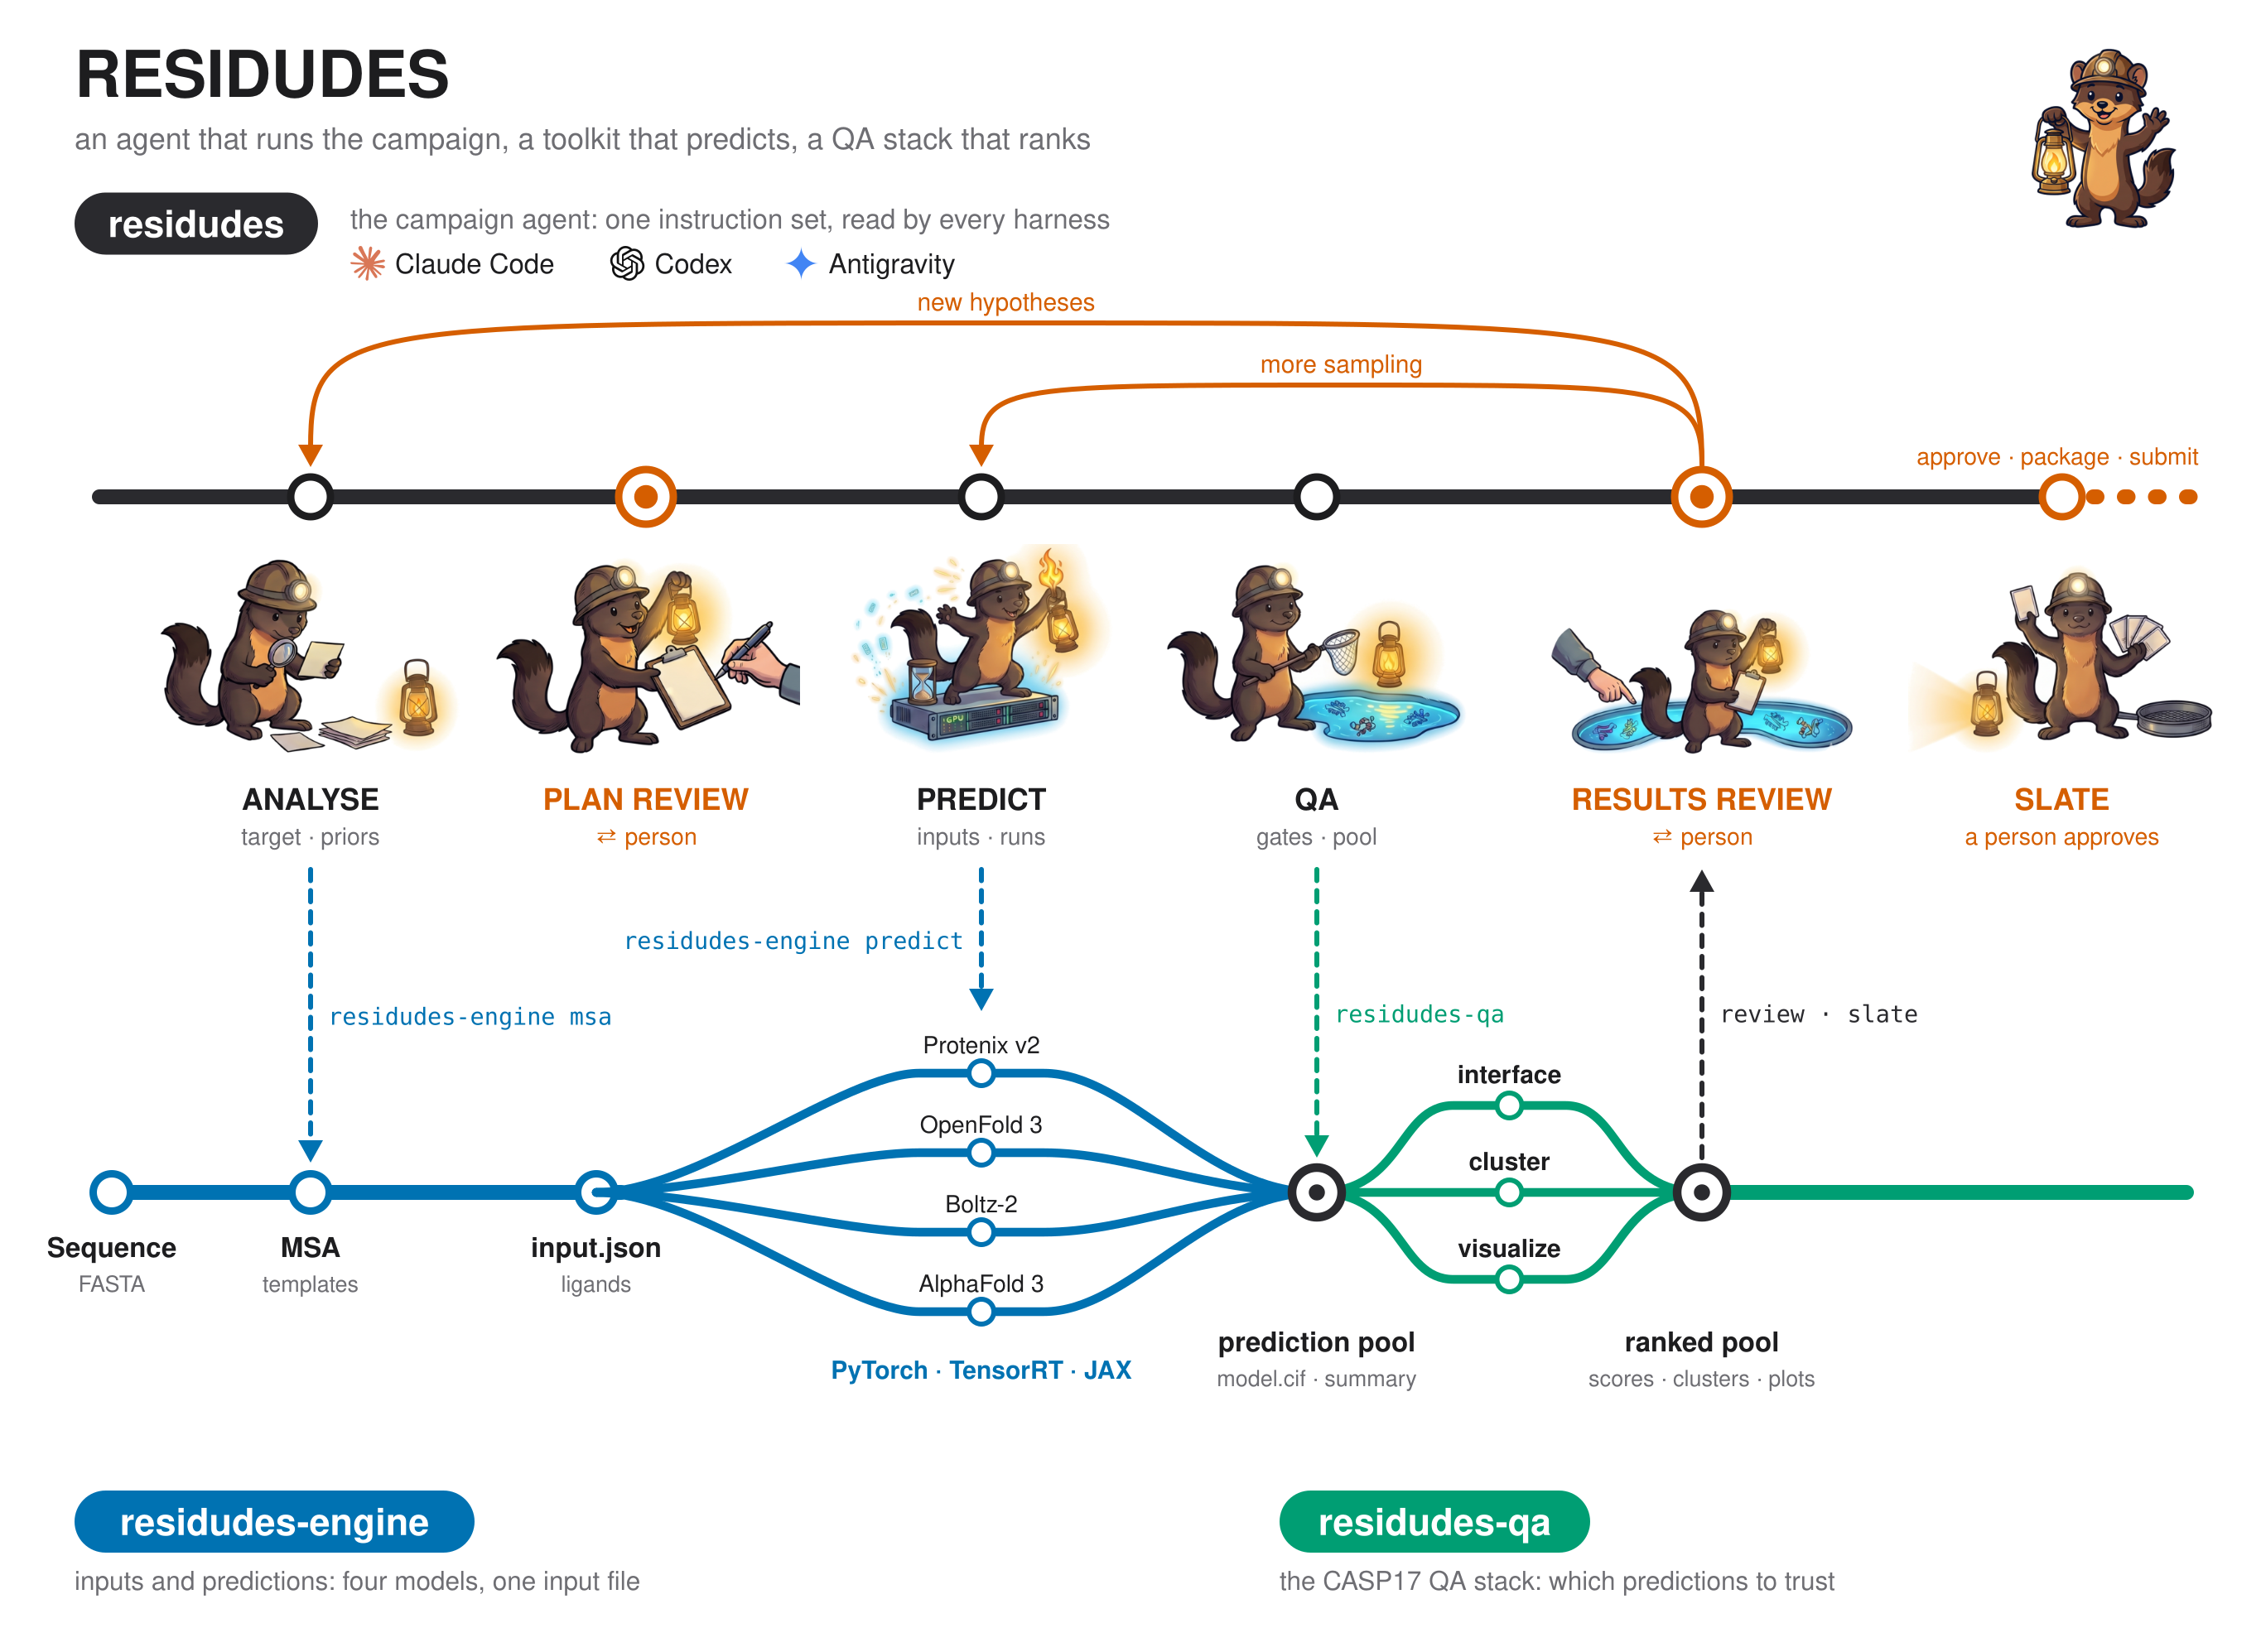 RESIDUDES
an agent that runs the campaign, a toolkit that predicts, a QA stack that ranks
residudes
the campaign agent: one instruction set, read by every harness
Claude Code
Codex
Antigravity
new hypotheses
more sampling
approve · package · submit
GPU
ANALYSE
target · priors
PLAN REVIEW
⇄ person
PREDICT
inputs · runs
QA
gates · pool
RESULTS REVIEW
⇄ person
SLATE
a person approves
residudes-engine predict
residudes-engine msa
residudes-qa
review · slate
Protenix v2
OpenFold 3
Boltz-2
AlphaFold 3
interface
cluster
visualize
Sequence
FASTA
MSA
templates
input.json
ligands
PyTorch · TensorRT · JAX
prediction pool
model.cif · summary
ranked pool
scores · clusters · plots
residudes-engine
inputs and predictions: four models, one input file
residudes-qa
the CASP17 QA stack: which predictions to trust